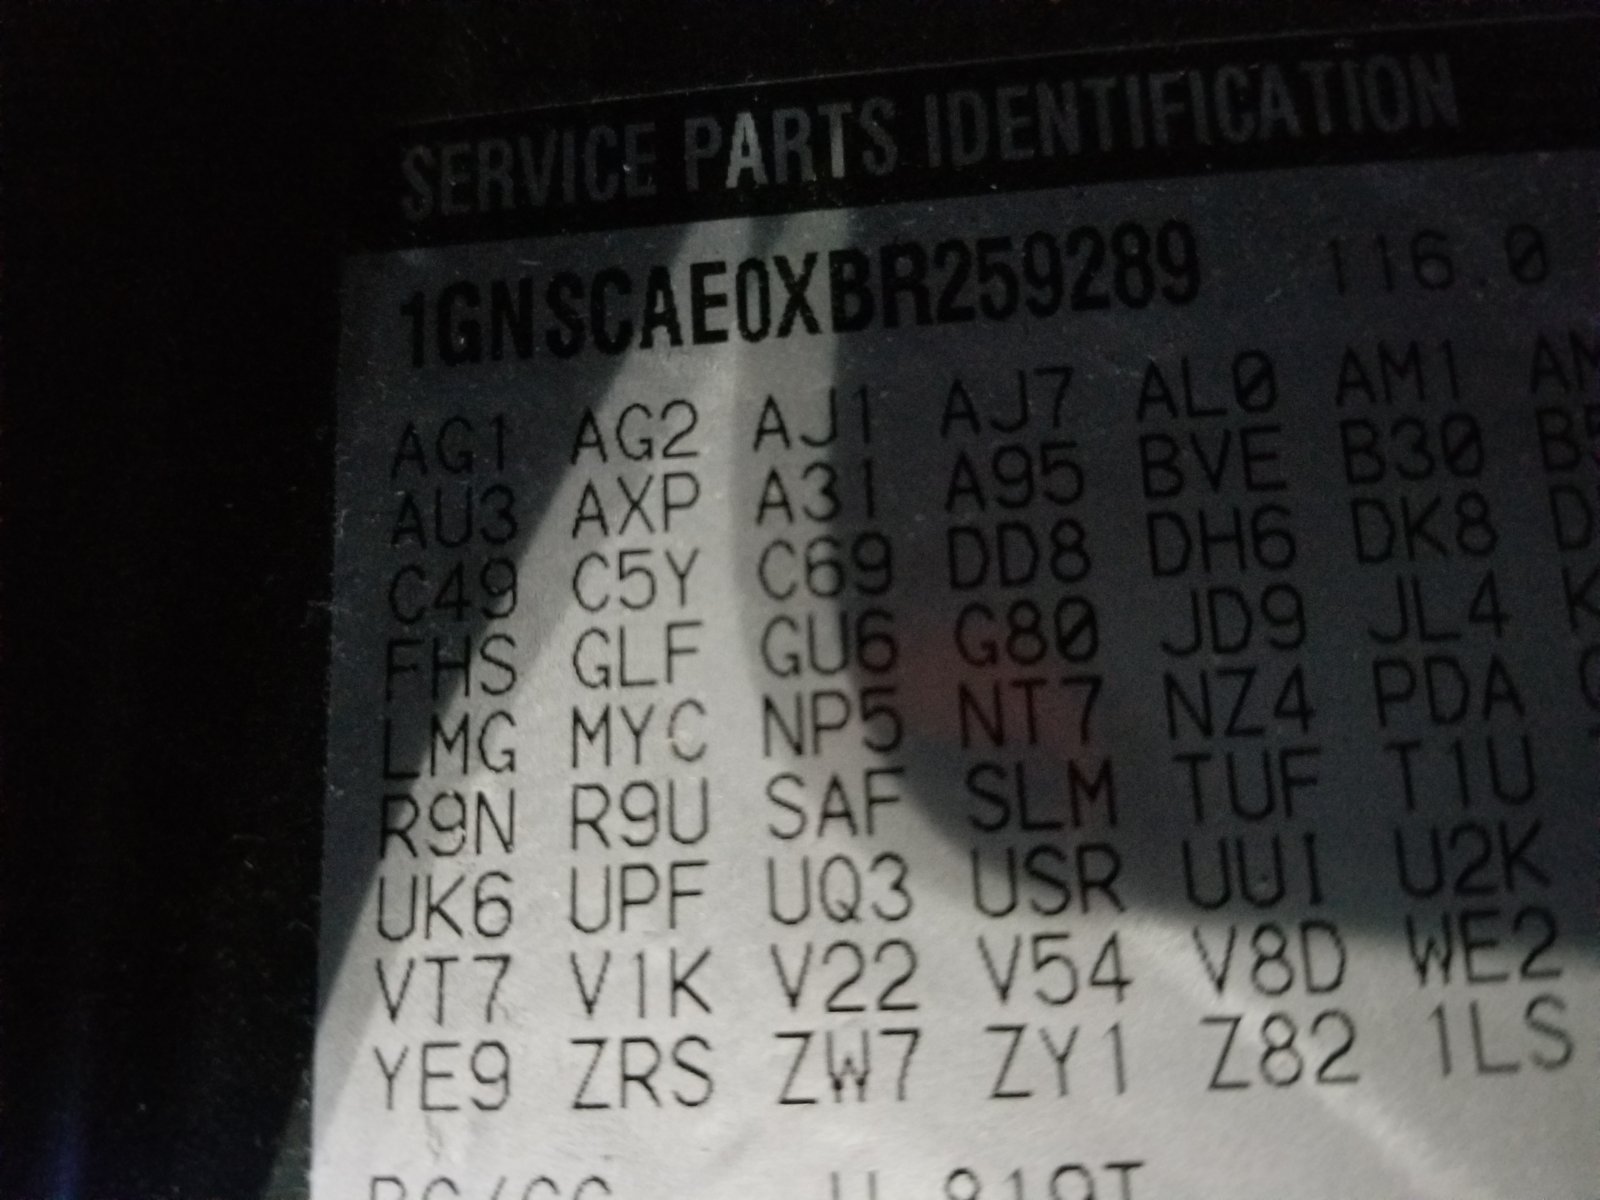 SERVICE PARTS IDENTIFICATION
1GNSCAE0XBR259289 116.0
AG1 AG2 AJ1 AJ7 AL0 AM1
AU3 AXP A31 A95 BVE B30
C49 C5Y C69 DD8 DH6 DK8
FHS GLF GU6 G80 JD9 JL4
LMG MYC NP5 NT7 NZ4 PDA
R9N R9U SAF SLM TUF T1U
UK6 UPF UQ3 USR UU1 U2K
VT7 V1K V22 V54 V8D WE2
YE9 ZRS ZW7 ZY1 Z82 1LS